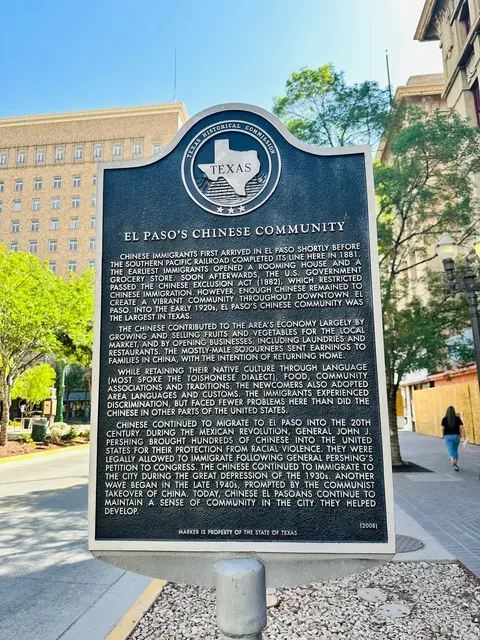 TEXAS HISTORICAL COMMISSION
TEXAS
EL PASO'S CHINESE COMMUNITY
CHINESE IMMIGRANTS FIRST ARRIVED IN EL PASO SHORTLY BEFORE
THE SOUTHERN PACIFIC RAILROAD COMPLETED ITS LINE HERE IN 1881.
THE EARLIEST IMMIGRANTS OPENED A ROOMING HOUSE AND A
GROCERY STORE. SOON AFTERWARDS, THE U.S. GOVERNMENT
PASSED THE CHINESE EXCLUSION ACT (1882), WHICH RESTRICTED
CHINESE IMMIGRATION. HOWEVER, ENOUGH CHINESE REMAINED TO
CREATE A VIBRANT COMMUNITY THROUGHOUT DOWNTOWN EL
PASO. INTO THE EARLY 1920s, EL PASO'S CHINESE COMMUNITY WAS
THE LARGEST IN TEXAS.
THE CHINESE CONTRIBUTED TO THE AREA'S ECONOMY LARGELY BY
GROWING AND SELLING FRUITS AND VEGETABLES FOR THE LOCAL
MARKET, AND BY OPENING BUSINESSES, INCLUDING LAUNDRIES AND
RESTAURANTS. THE MOSTLY-MALE SOJOURNERS SENT EARNINGS TO
FAMILIES IN CHINA, WITH THE INTENTION OF RETURNING HOME.
WHILE RETAINING THEIR NATIVE CULTURE THROUGH LANGUAGE
(MOST SPOKE THE TOISHONESE DIALECT), FOOD, COMMUNITY
ASSOCIATIONS AND TRADITIONS, THE NEWCOMERS ALSO ADOPTED
AREA LANGUAGES AND CUSTOMS. THE IMMIGRANTS EXPERIENCED
DISCRIMINATION, BUT FACED FEWER PROBLEMS HERE THAN DID THE
CHINESE IN OTHER PARTS OF THE UNITED STATES.
CHINESE CONTINUED TO MIGRATE TO EL PASO INTO THE 20TH
CENTURY. DURING THE MEXICAN REVOLUTION, GENERAL JOHN J.
PERSHING BROUGHT HUNDREDS OF CHINESE INTO THE UNITED
STATES FOR THEIR PROTECTION FROM RACIAL VIOLENCE. THEY WERE
LEGALLY ALLOWED TO IMMIGRATE FOLLOWING GENERAL PERSHING'S
PETITION TO CONGRESS. THE CHINESE CONTINUED TO IMMIGRATE TO
THE CITY DURING THE GREAT DEPRESSION OF THE 1930s. ANOTHER
WAVE BEGAN IN THE LATE 1940s, PROMPTED BY THE COMMUNIST
TAKEOVER OF CHINA. TODAY, CHINESE EL PASOANS CONTINUE TO
MAINTAIN A SENSE OF COMMUNITY IN THE CITY THEY HELPED
DEVELOP.
(2008)
MARKER IS PROPERTY OF THE STATE OF TEXAS